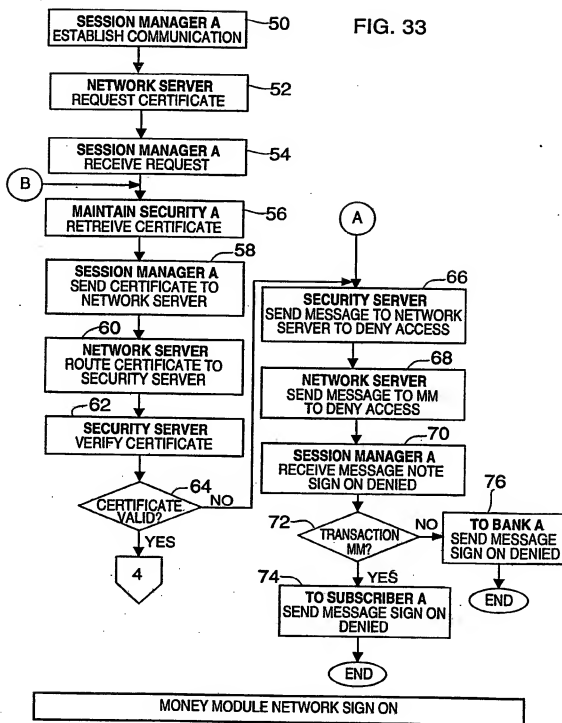 FIG. 33
SESSION MANAGER A
ESTABLISH COMMUNICATION
50
NETWORK SERVER
REQUEST CERTIFICATE
52
SESSION MANAGER A
RECEIVE REQUEST
54
B
MAINTAIN SECURITY A
RETREIVE CERTIFICATE
56
58
SESSION MANAGER A
SEND CERTIFICATE TO
NETWORK SERVER
60
NETWORK SERVER
ROUTE CERTIFICATE TO
SECURITY SERVER
62
SECURITY SERVER
VERIFY CERTIFICATE
64
CERTIFICATE
VALID?
NO
YES
4
A
66
SECURITY SERVER
SEND MESSAGE TO NETWORK
SERVER TO DENY ACCESS
68
NETWORK SERVER
SEND MESSAGE TO MM
TO DENY ACCESS
70
SESSION MANAGER A
RECEIVE MESSAGE NOTE
SIGN ON DENIED
72
TRANSACTION
MM?
NO
76
TO BANK A
SEND MESSAGE
SIGN ON DENIED
END
YES
74
TO SUBSCRIBER A
SEND MESSAGE SIGN ON
DENIED
END
MONEY MODULE NETWORK SIGN ON